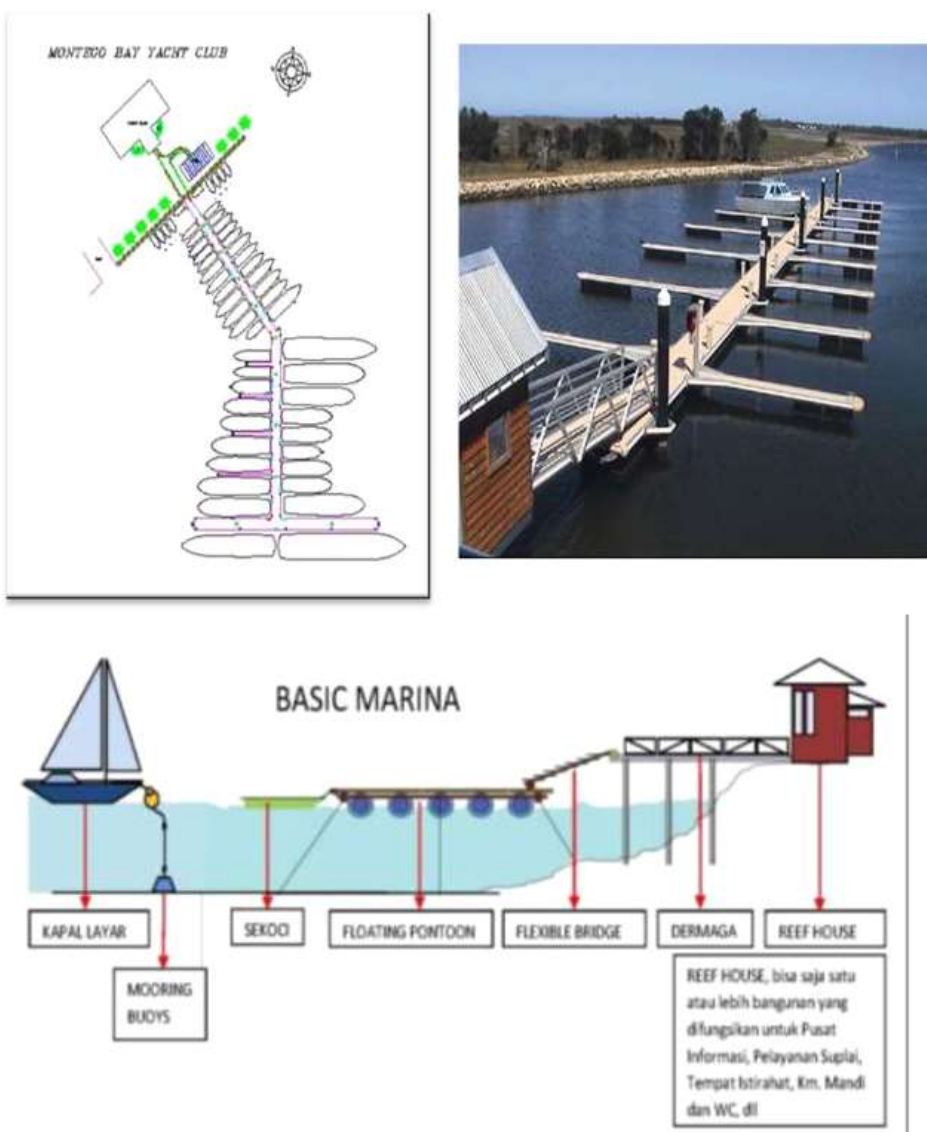 MONTEGO BAY YACHT CLUB
BASIC MARINA
KAPAL LAYAR
SEKOCI
FLOATING PONTOON
FLEXIBLE BRIDGE
DERMAGA
REEF HOUSE
MOORING
BUOYS
REEF HOUSE, bisa saja satu
atau lebih bangunan yang
difungsikan untuk Pusat
Informasi, Pelayanan Suplai,
Tempat Istirahat, Km. Mandi
dan WC, dll